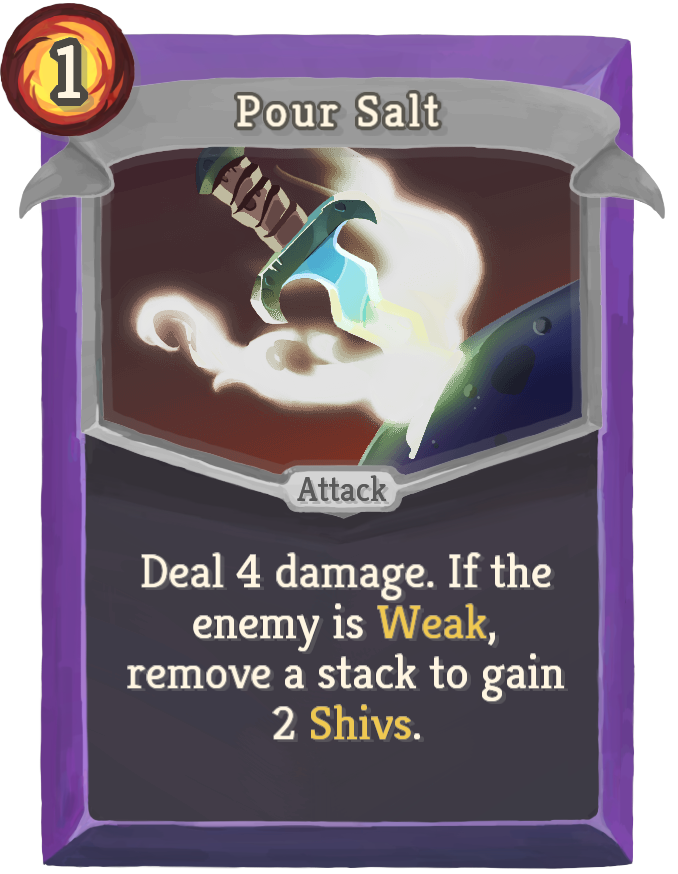 1
Pour Salt
Attack
Deal 4 damage. If the
enemy is Weak,
remove a stack to gain
2 Shivs.